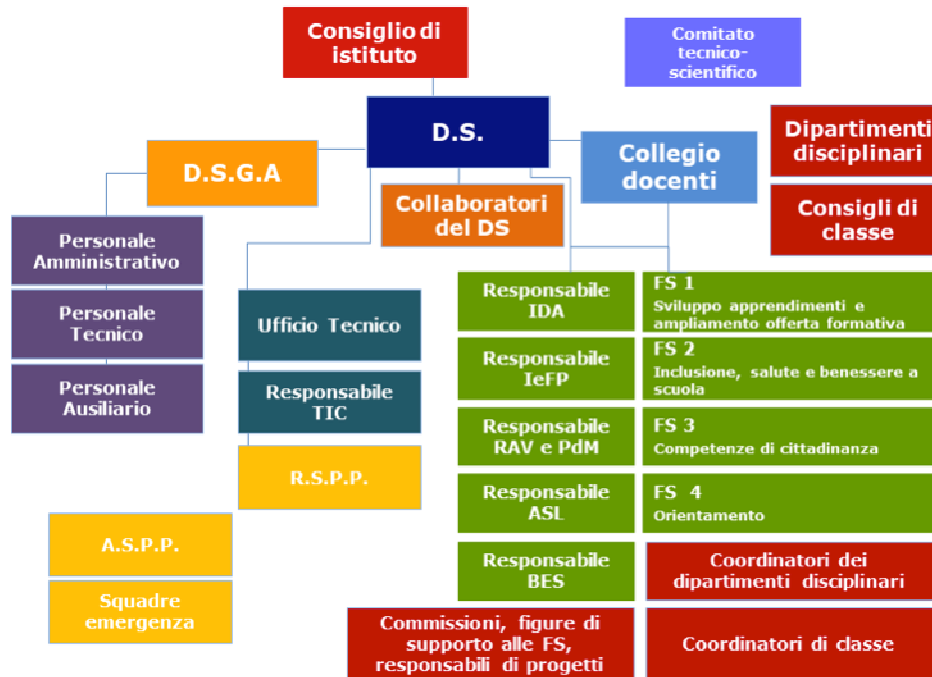 Consiglio di
istituto
Comitato
tecnico-
scientifico
D.S.
Dipartimenti
disciplinari
D.S.G.A
Collegio
docenti
Collaboratori
del DS
Consigli di
classe
Personale
Amministrativo
Personale
Tecnico
Personale
Ausiliario
Ufficio Tecnico
Responsabile
TIC
R.S.P.P.
A.S.P.P.
Squadre
emergenza
Responsabile
IDA
FS 1
Sviluppo apprendimenti e
ampliamento offerta formativa
Responsabile
IeFP
FS 2
Inclusione, salute e benessere a
scuola
Responsabile
RAV e PdM
FS 3
Competenze di cittadinanza
Responsabile
ASL
FS 4
Orientamento
Responsabile
BES
Coordinatori dei
dipartimenti disciplinari
Commissioni, figure di
supporto alle FS,
responsabili di progetti
Coordinatori di classe